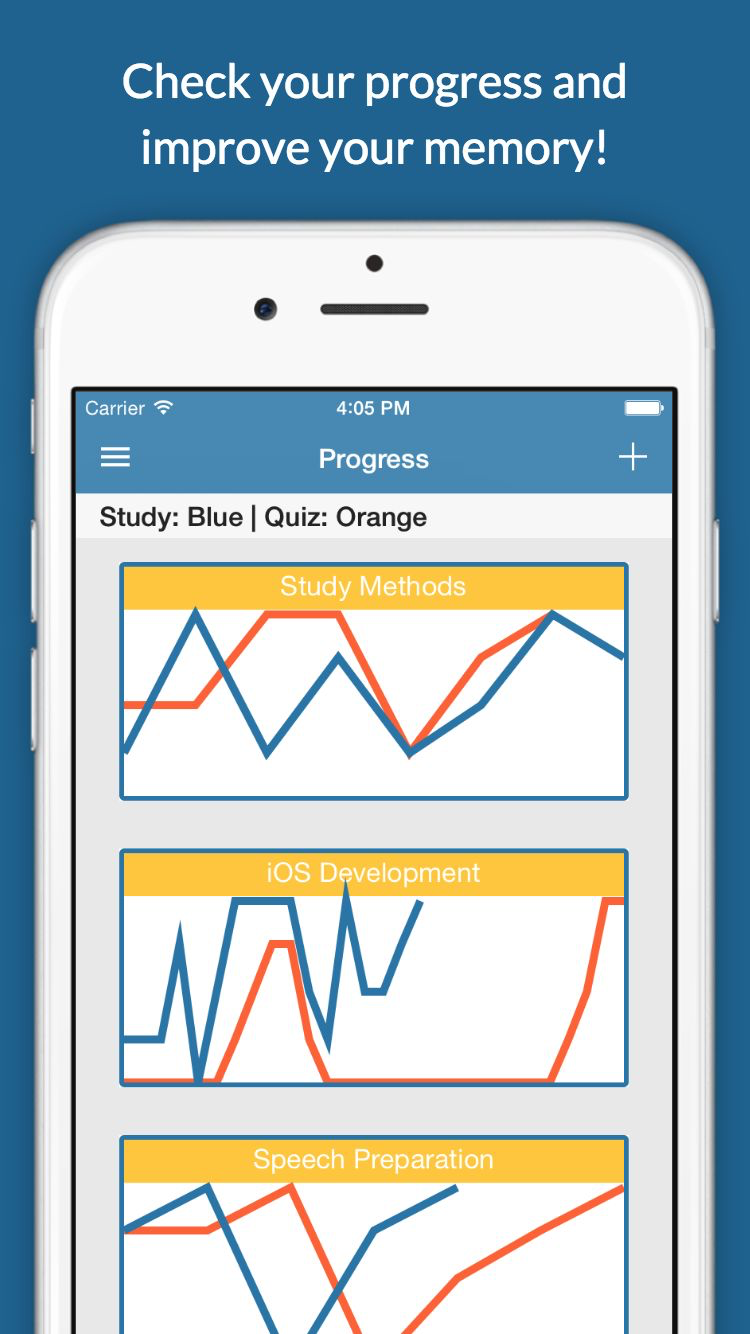 Check your progress and
improve your memory!
Carrier 4:05 PM
Progress
Study: Blue | Quiz: Orange
Study Methods
iOS Development
Speech Preparation